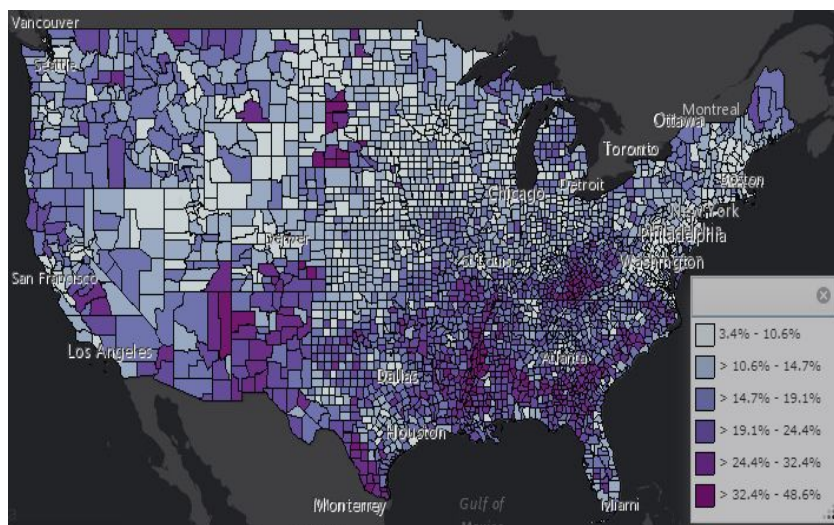 Vancouver
Seattle
Montreal
Ottawa
Toronto
Boston
Chicago
Detroit
New York
Philadelphia
Denver
Washington
San Francisco
Los Angeles
Atlanta
Dallas
Houston
Monterrey
Gulf of
Miami
3.4% - 10.6%
> 10.6% - 14.7%
> 14.7% - 19.1%
> 19.1% - 24.4%
> 24.4% - 32.4%
> 32.4% - 48.6%